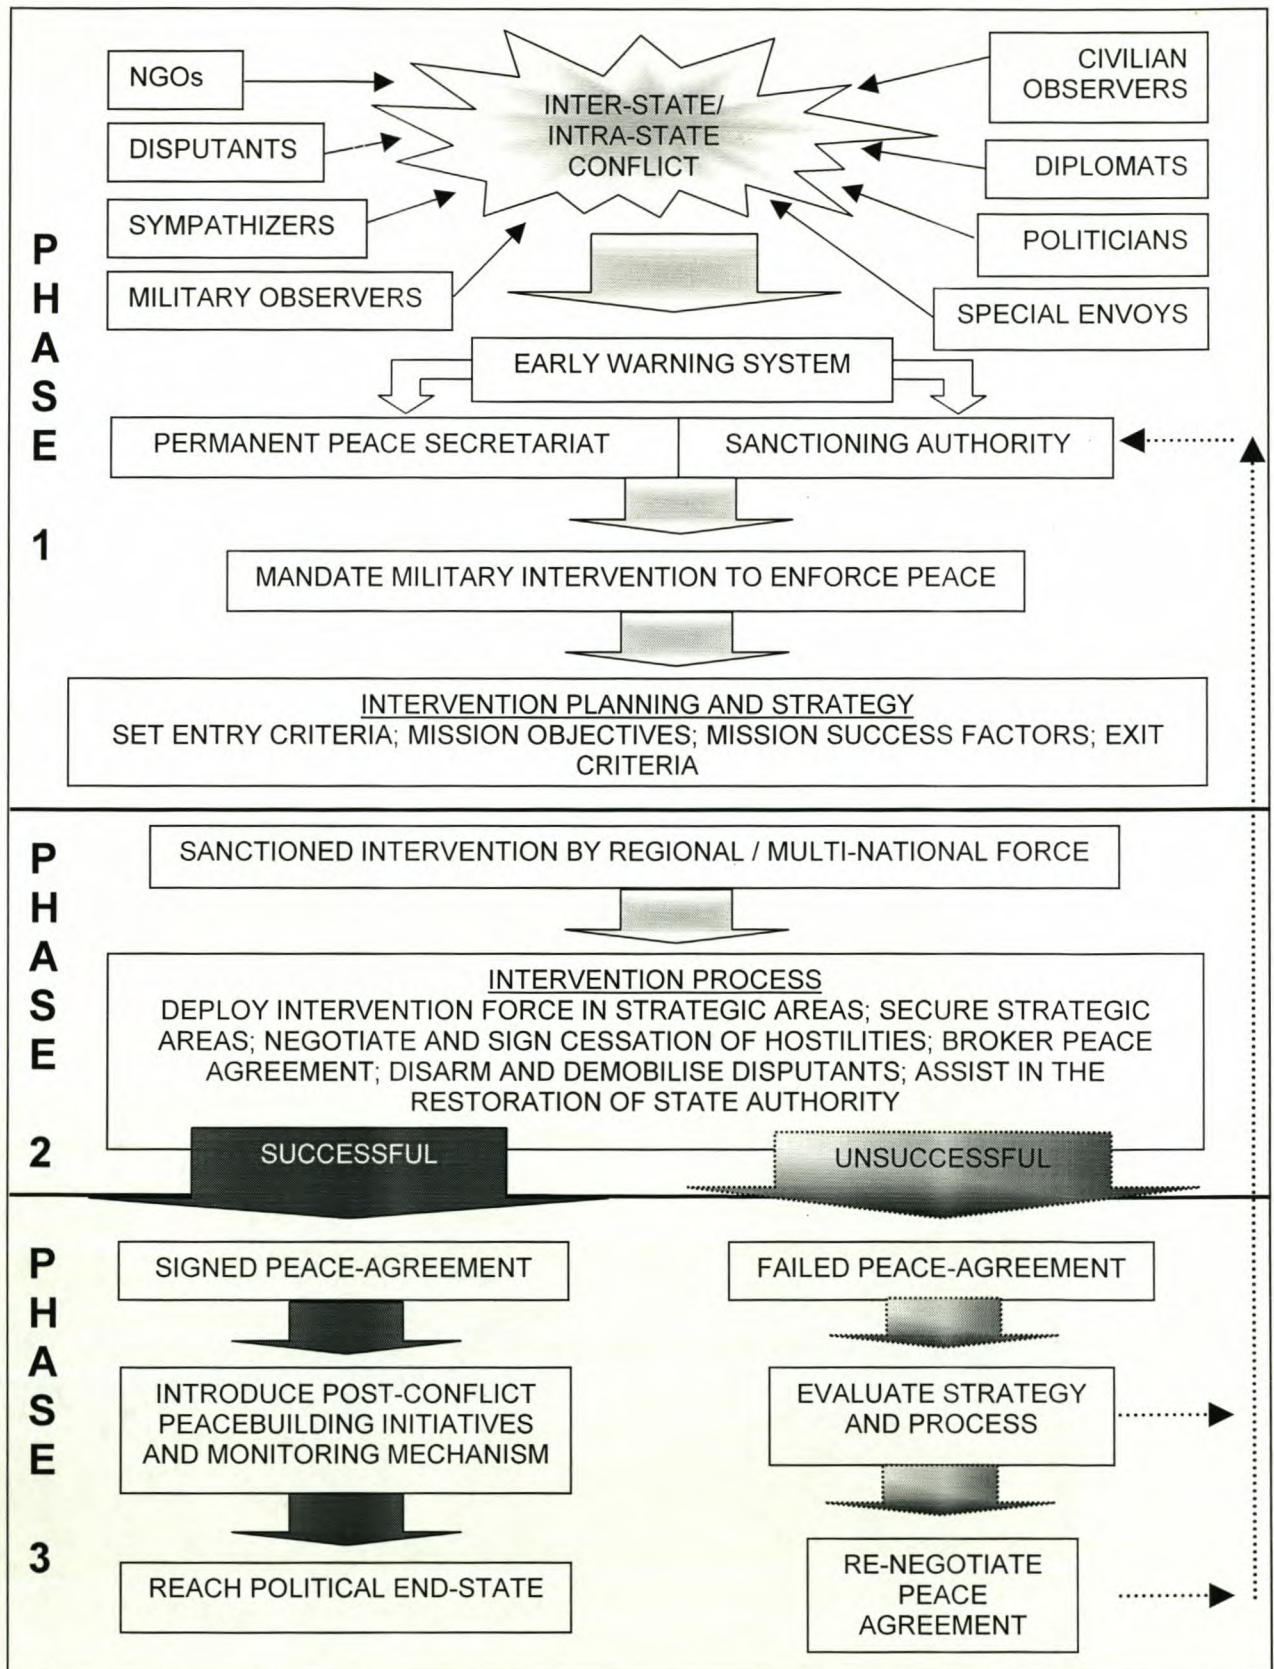 PHASE 1
NGOs
DISPUTANTS
SYMPATHIZERS
MILITARY OBSERVERS
INTER-STATE/
INTRA-STATE
CONFLICT
CIVILIAN
OBSERVERS
DIPLOMATS
POLITICIANS
SPECIAL ENVOYS
EARLY WARNING SYSTEM
PERMANENT PEACE SECRETARIAT
SANCTIONING AUTHORITY
MANDATE MILITARY INTERVENTION TO ENFORCE PEACE
INTERVENTION PLANNING AND STRATEGY
SET ENTRY CRITERIA; MISSION OBJECTIVES; MISSION SUCCESS FACTORS; EXIT
CRITERIA
PHASE 2
SANCTIONED INTERVENTION BY REGIONAL / MULTI-NATIONAL FORCE
INTERVENTION PROCESS
DEPLOY INTERVENTION FORCE IN STRATEGIC AREAS; SECURE STRATEGIC
AREAS; NEGOTIATE AND SIGN CESSATION OF HOSTILITIES; BROKER PEACE
AGREEMENT; DISARM AND DEMOBILISE DISPUTANTS; ASSIST IN THE
RESTORATION OF STATE AUTHORITY
SUCCESSFUL
UNSUCCESSFUL
PHASE 3
SIGNED PEACE-AGREEMENT
INTRODUCE POST-CONFLICT
PEACEBUILDING INITIATIVES
AND MONITORING MECHANISM
REACH POLITICAL END-STATE
FAILED PEACE-AGREEMENT
EVALUATE STRATEGY
AND PROCESS
RE-NEGOTIATE
PEACE
AGREEMENT